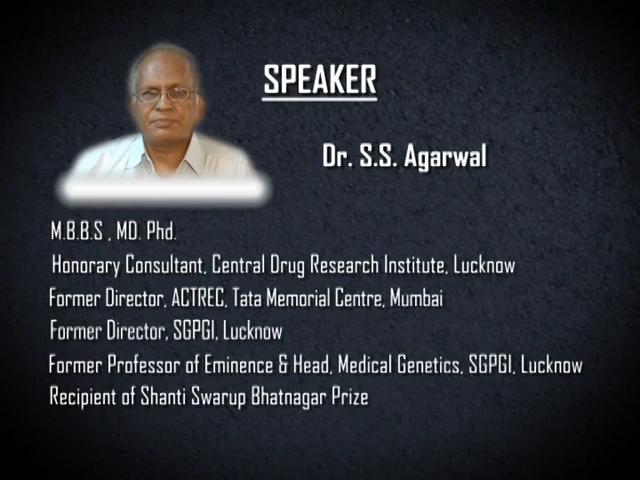 SPEAKER
Dr. S.S. Agarwal
M.B.B.S , MD. Phd.
Honorary Consultant, Central Drug Research Institute, Lucknow
Former Director, ACTREC, Tata Memorial Centre, Mumbai
Former Director, SGPGI, Lucknow
Former Professor of Eminence & Head, Medical Genetics, SGPGI, Lucknow
Recipient of Shanti Swarup Bhatnagar Prize